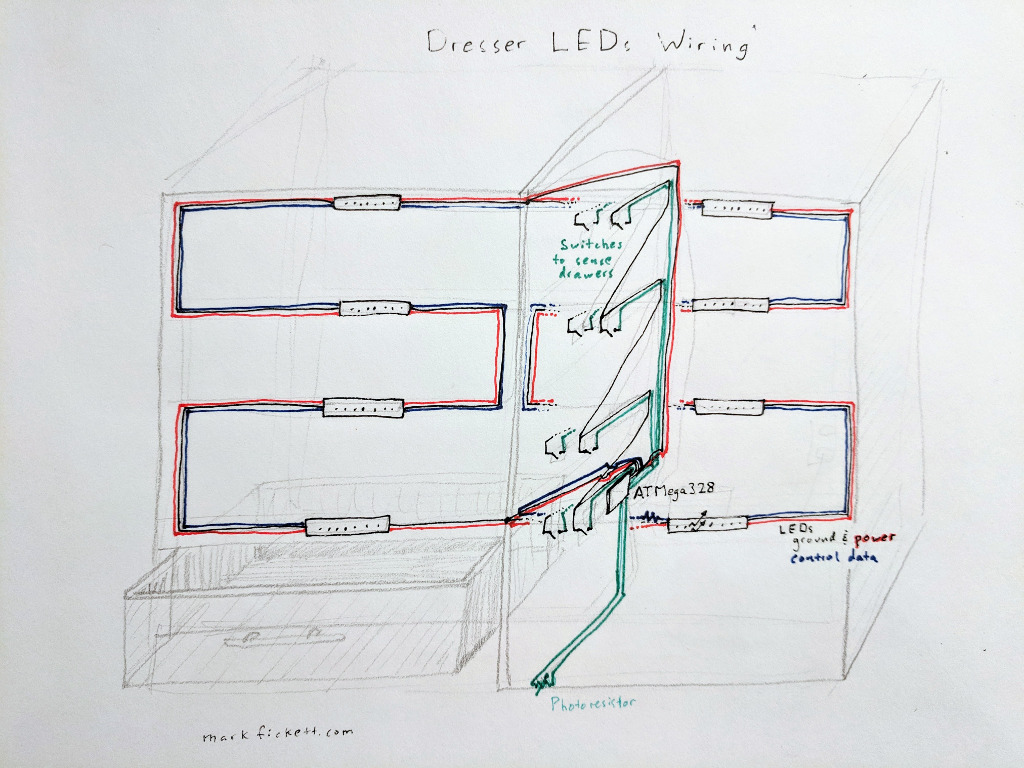 Dresser LEDs Wiring
Switches
to sense
drawers
ATMega328
LEDs
ground & power
control data
Photoresistor
markfickett.com